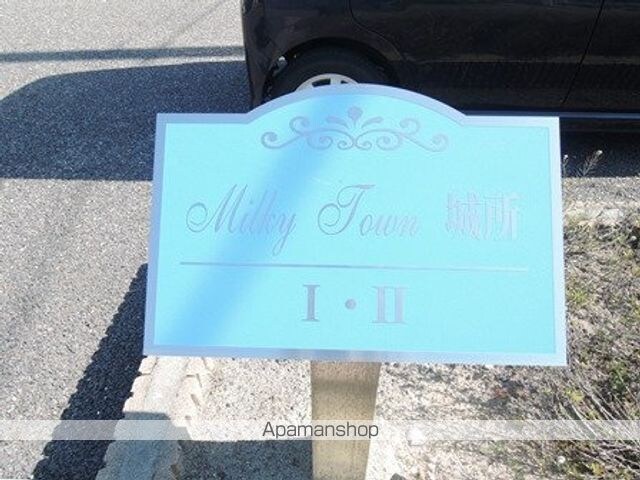 Milky Town 城所
I・II
Apamanshop